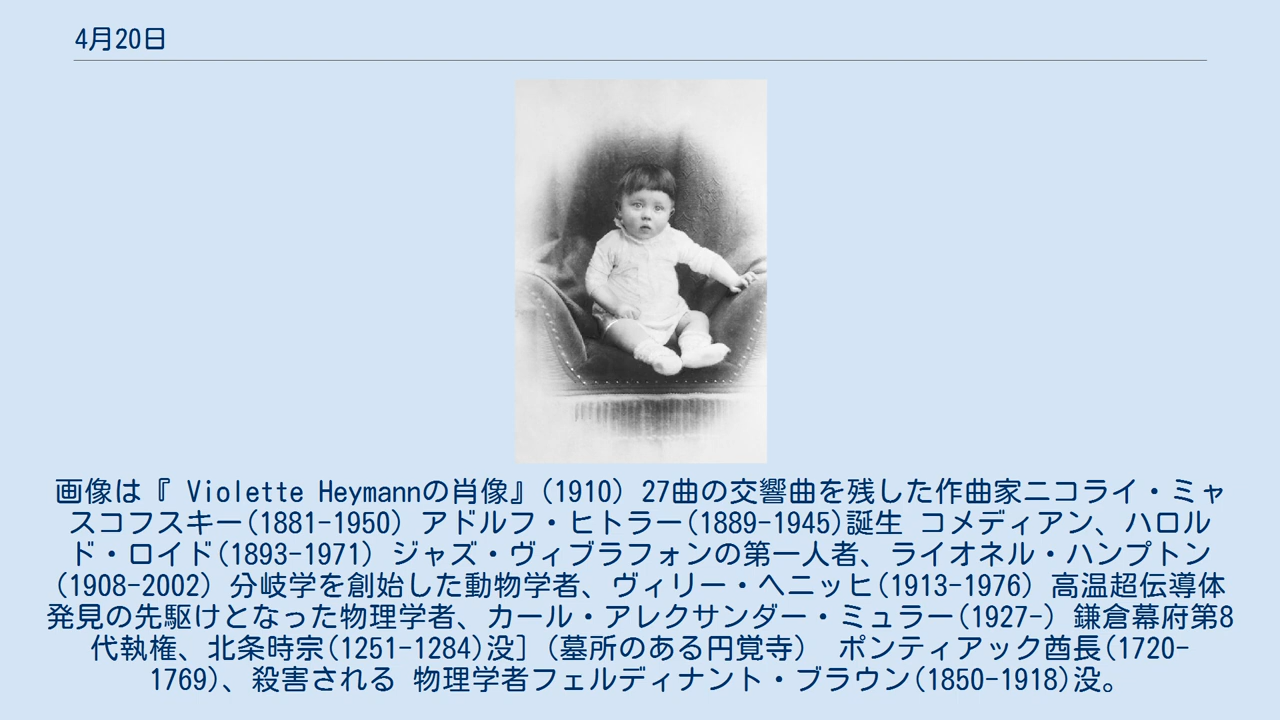 4月20日
画像は『 Violette Heymannの肖像』(1910) 27曲の交響曲を残した作曲家ニコライ・ミャ
スコフスキー(1881-1950) アドルフ・ヒトラー(1889-1945)誕生 コメディアン、ハロル
ド・ロイド(1893-1971) ジャズ・ヴィブラフォンの第一人者、ライオネル・ハンプトン
(1908-2002) 分岐学を創始した動物学者、ヴィリー・ヘニッヒ(1913-1976) 高温超伝導体
発見の先駆けとなった物理学者、カール・アレクサンダー・ミュラー(1927-) 鎌倉幕府第8
代執権、北条時宗(1251-1284)没] (墓所のある円覚寺) ポンティアック酋長(1720-
1769)、殺害される 物理学者フェルディナント・ブラウン(1850-1918)没。